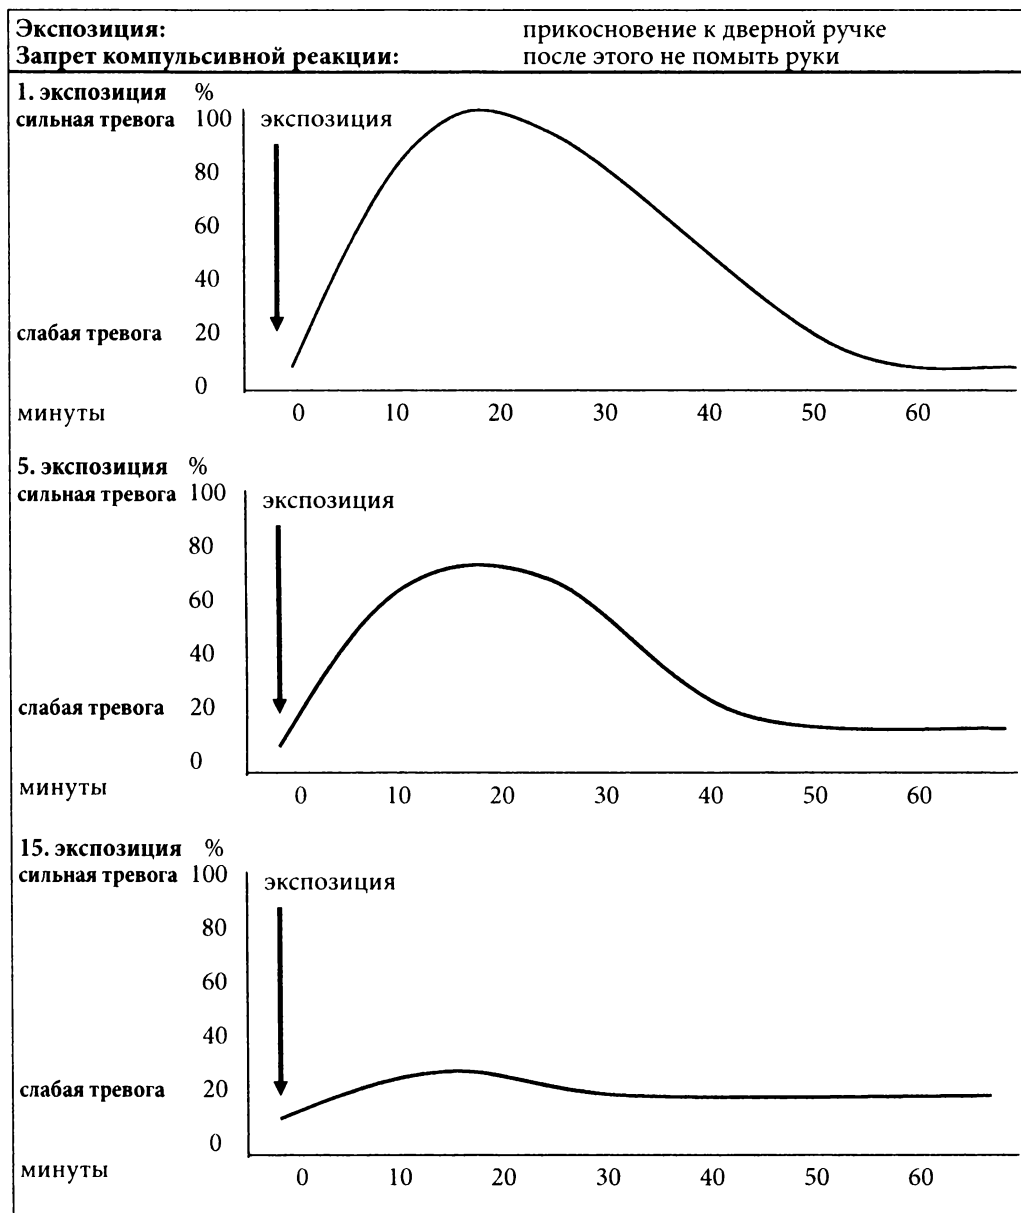 Экспозиция: прикосновение к дверной ручке
Запрет компульсивной реакции: после этого не помыть руки
1. экспозиция %
сильная тревога 100 экспозиция
80
60
40
слабая тревога 20
0
минуты 0 10 20 30 40 50 60
5. экспозиция %
сильная тревога 100 экспозиция
80
60
40
слабая тревога 20
0
минуты 0 10 20 30 40 50 60
15. экспозиция %
сильная тревога 100 экспозиция
80
60
40
слабая тревога 20
0
минуты 0 10 20 30 40 50 60